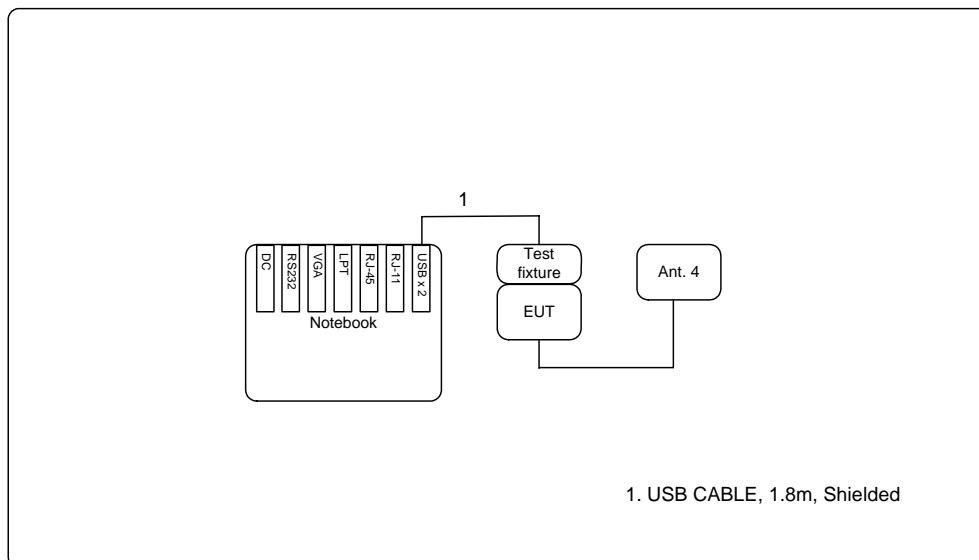 1
DC
RS232
VGA
LPT
RJ-45
RJ-11
USB x 2
Notebook
Test
fixture
EUT
Ant. 4
1. USB CABLE, 1.8m, Shielded